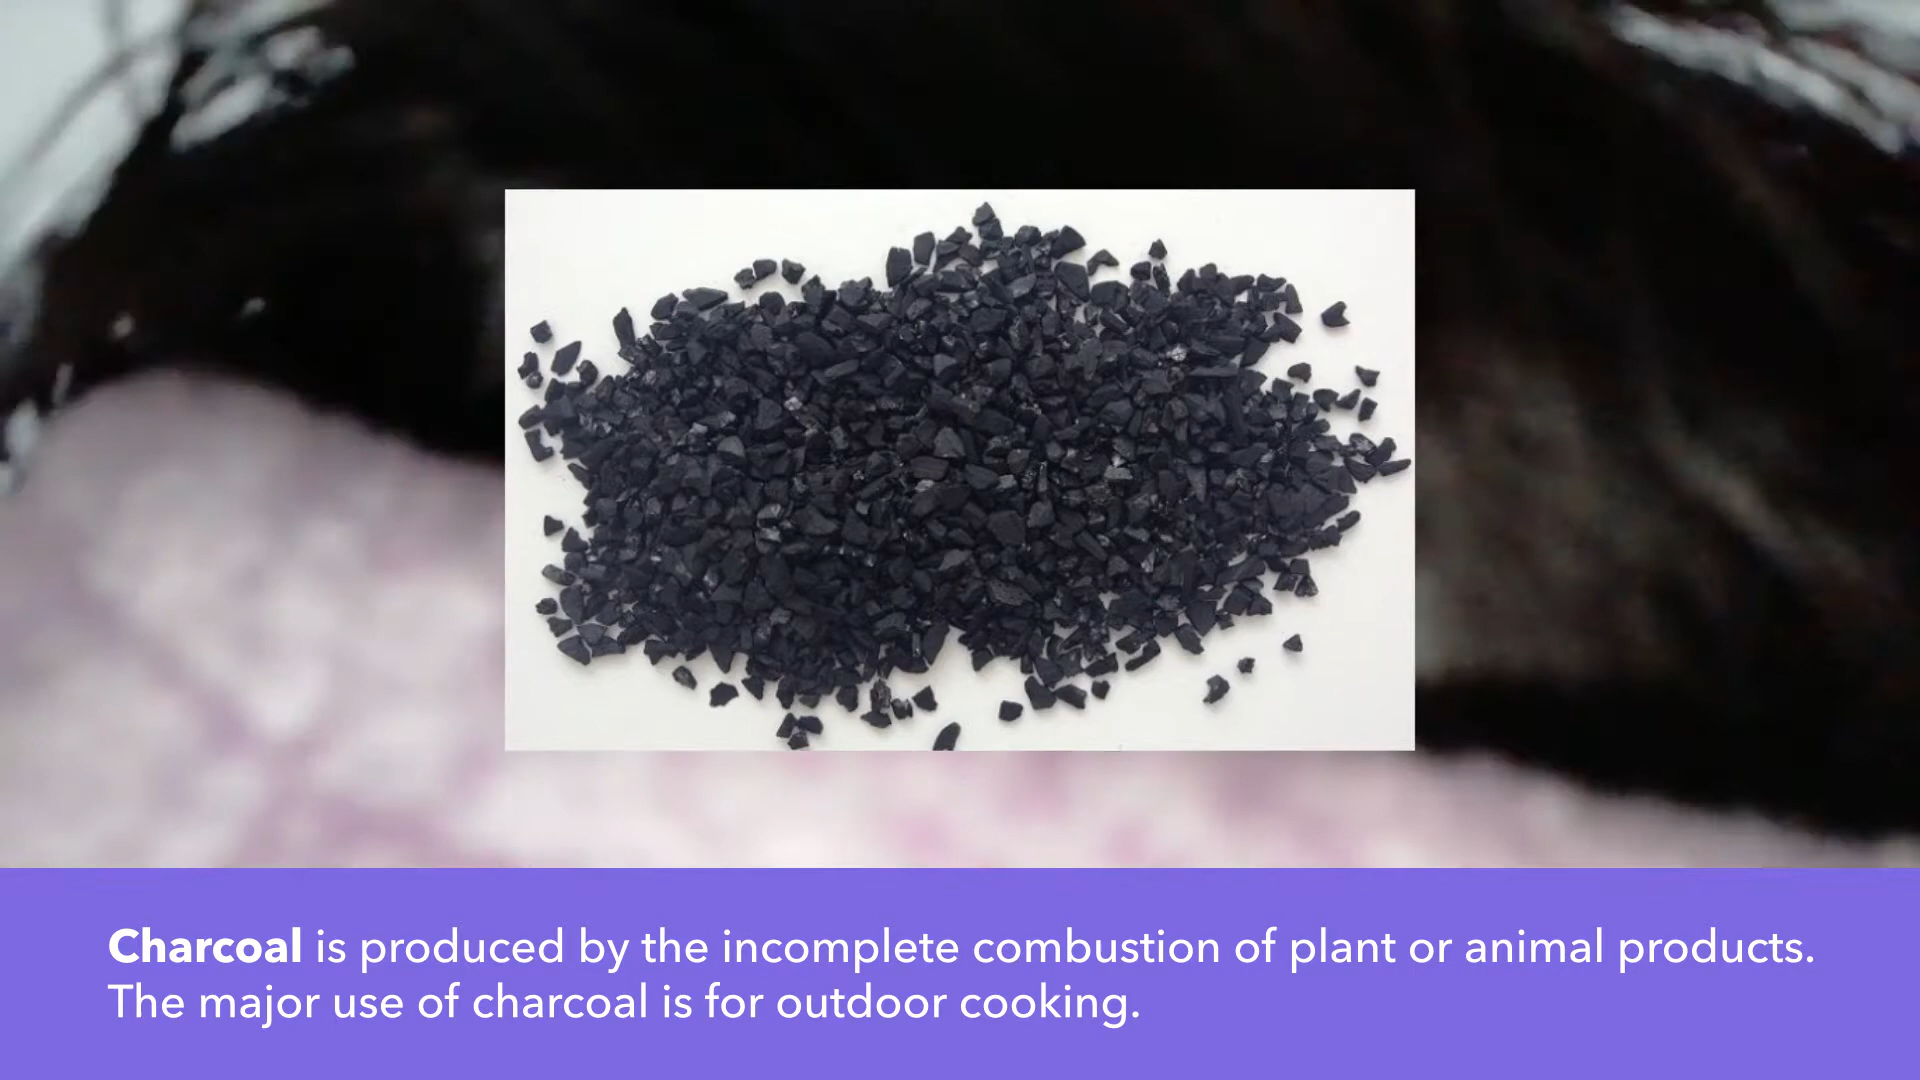 Charcoal is produced by the incomplete combustion of plant or animal products.
The major use of charcoal is for outdoor cooking.